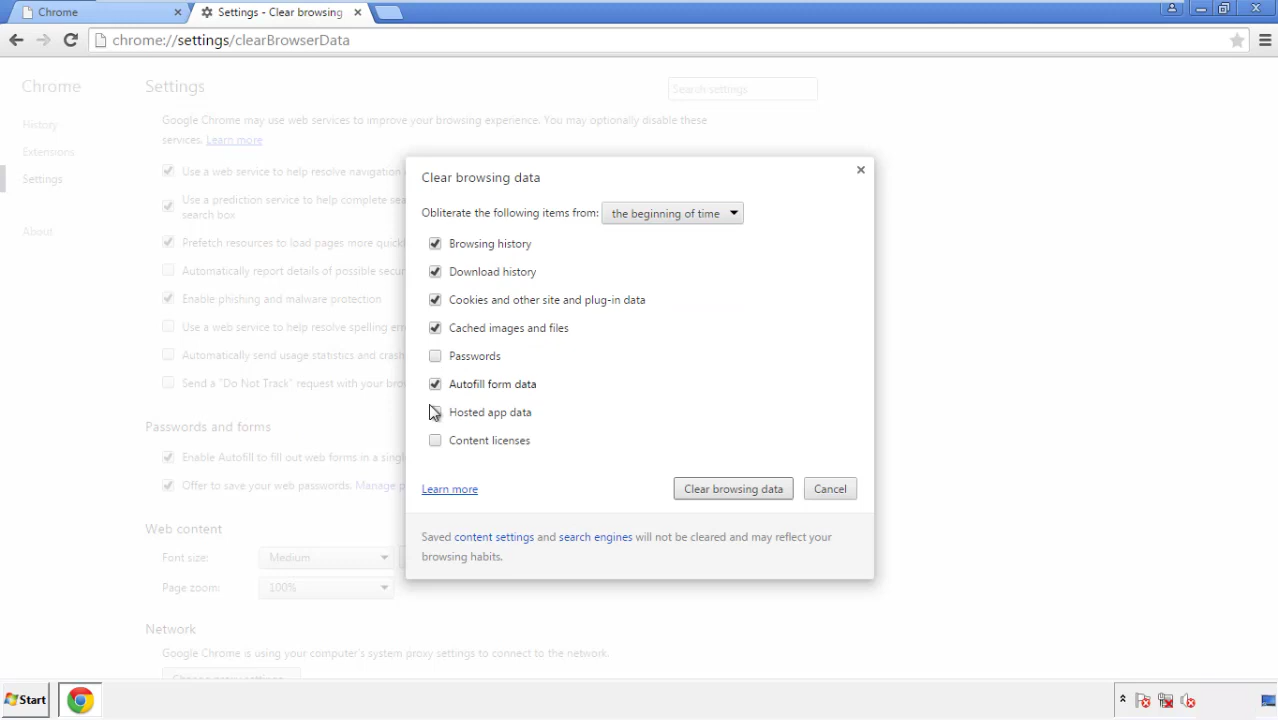 Chrome
Settings - Clear browsing
chrome://settings/clearBrowserData
Chrome
Settings
Search settings
History
Extensions
Settings
About
Google Chrome may use web services to improve your browsing experience. You may optionally disable these
services. Learn more
Use a web service to help resolve navigation
Use a prediction service to help complete
search box
Prefetch resources to load pages more quickly
Automatically report details of possible
Enable phishing and malware protection
Use a web service to help resolve spelling
Automatically send usage statistics and
Send a "Do Not Track" request with your
Passwords and forms
Enable Autofill to fill out web forms in a
Offer to save your web passwords. Manage
Web content
Font size: Medium
Page zoom: 100%
Network
Google Chrome is using your computer's system proxy settings to connect to the network.
Clear browsing data
Obliterate the following items from: the beginning of time
Browsing history
Download history
Cookies and other site and plug-in data
Cached images and files
Passwords
Autofill form data
Hosted app data
Content licenses
Learn more
Clear browsing data
Cancel
Saved content settings and search engines will not be cleared and may reflect your
browsing habits.
Start